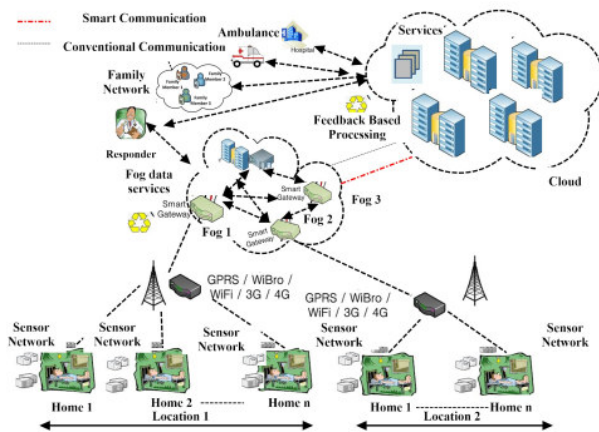 Smart Communication
Conventional Communication
Ambulance
Hospital
Services
Family
Network
Family
Member 1
Family
Member 2
Family
Member 3
Feedback Based
Processing
Responder
Cloud
Fog data
services
Smart
Gateway
Smart
Gateway
Smart
Gateway
Fog 1
Fog 2
Fog 3
GPRS / WiBro /
WiFi / 3G / 4G
GPRS / WiBro /
WiFi / 3G / 4G
Sensor
Network
Sensor
Network
Sensor
Network
Sensor
Network
Sensor
Network
Home 1
Home 2
Home n
Home 1
Home n
Location 1
Location 2